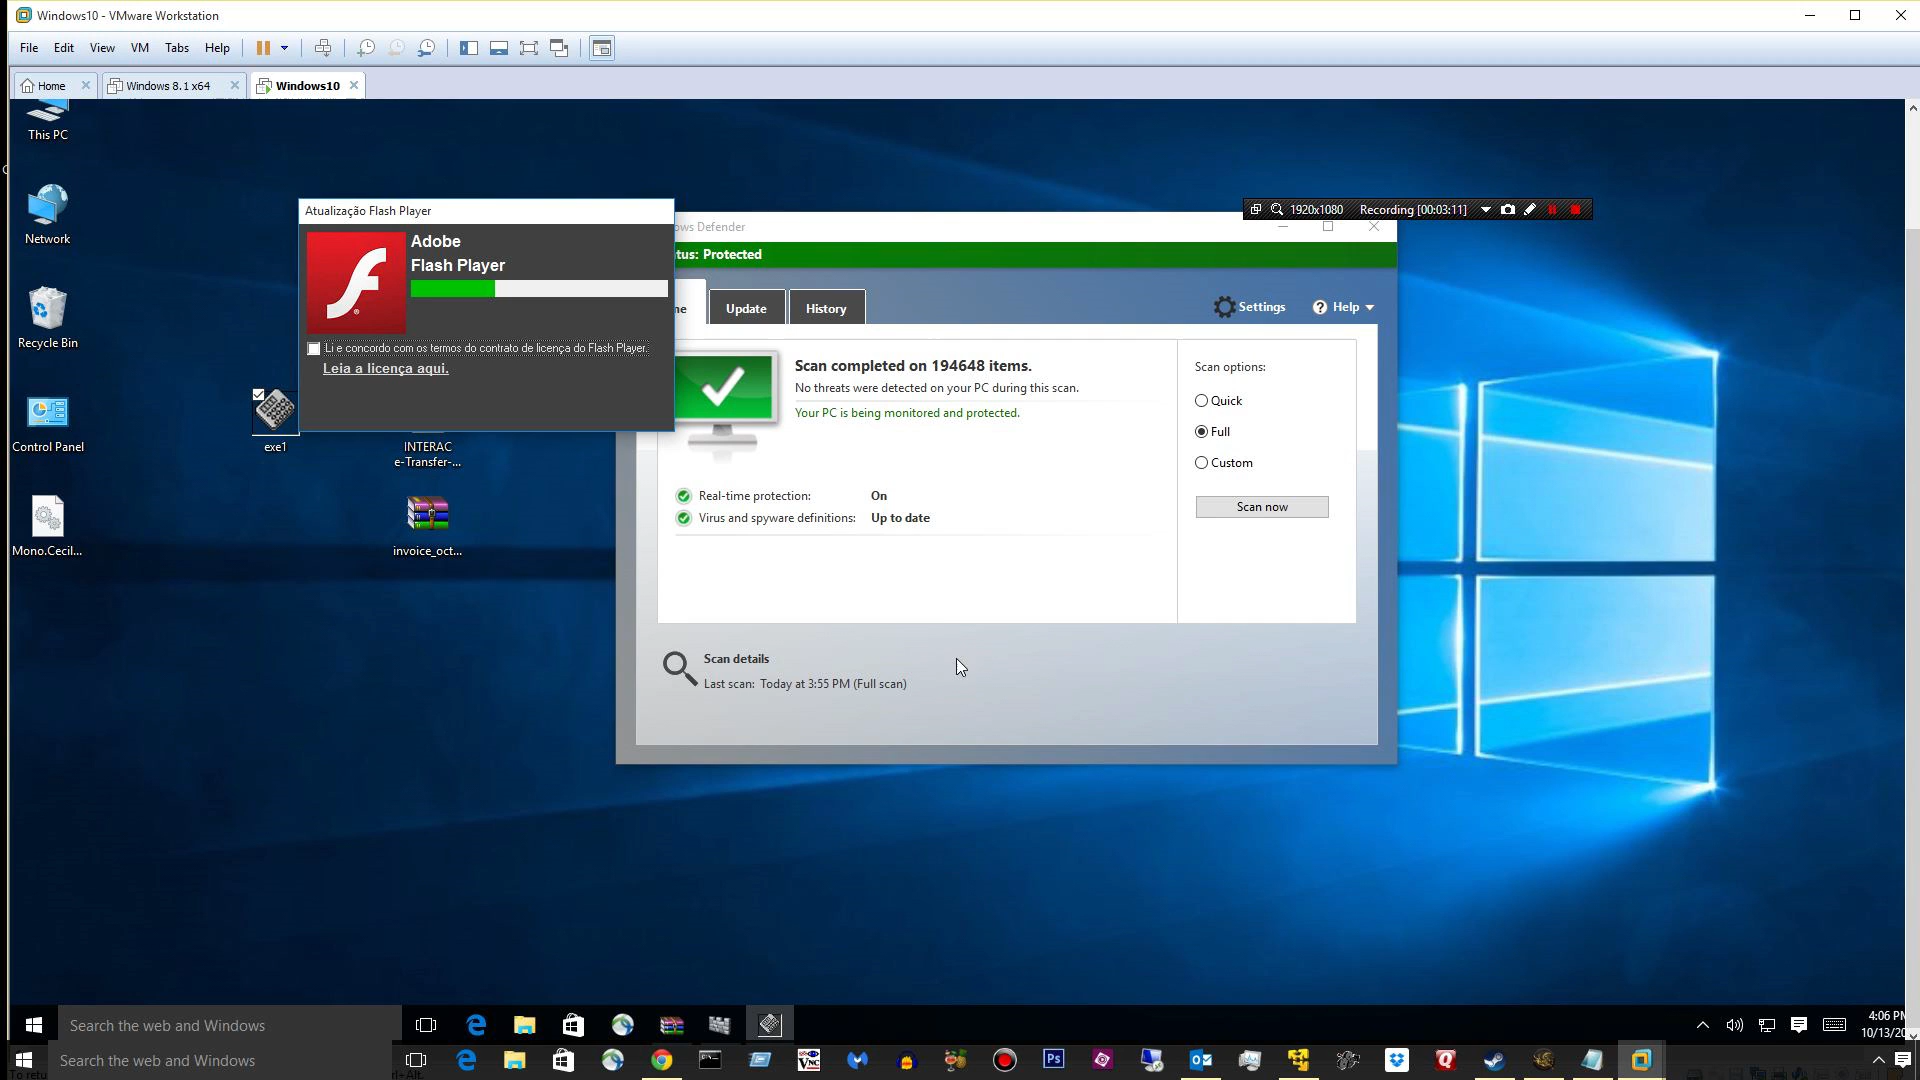 Windows10 - VMware Workstation
File Edit View VM Tabs Help
Home Windows 8.1 x64 Windows10
This PC
Network
Recycle Bin
Control Panel
Mono.Cecil...
exe1
INTERAC
e-Transfer-...
invoice_oct...
Atualização Flash Player
Adobe
Flash Player
Li e concordo com os termos do contrato de licença do Flash Player.
Leia a licença aqui.
1920x1080 Recording [00:03:11]
ows Defender
tus: Protected
me Update History
Settings Help
Scan completed on 194648 items.
No threats were detected on your PC during this scan.
Your PC is being monitored and protected.
Real-time protection: On
Virus and spyware definitions: Up to date
Scan options:
Quick
Full
Custom
Scan now
Scan details
Last scan: Today at 3:55 PM (Full scan)
Search the web and Windows
4:06 PM
10/13/20
Search the web and Windows
Ps